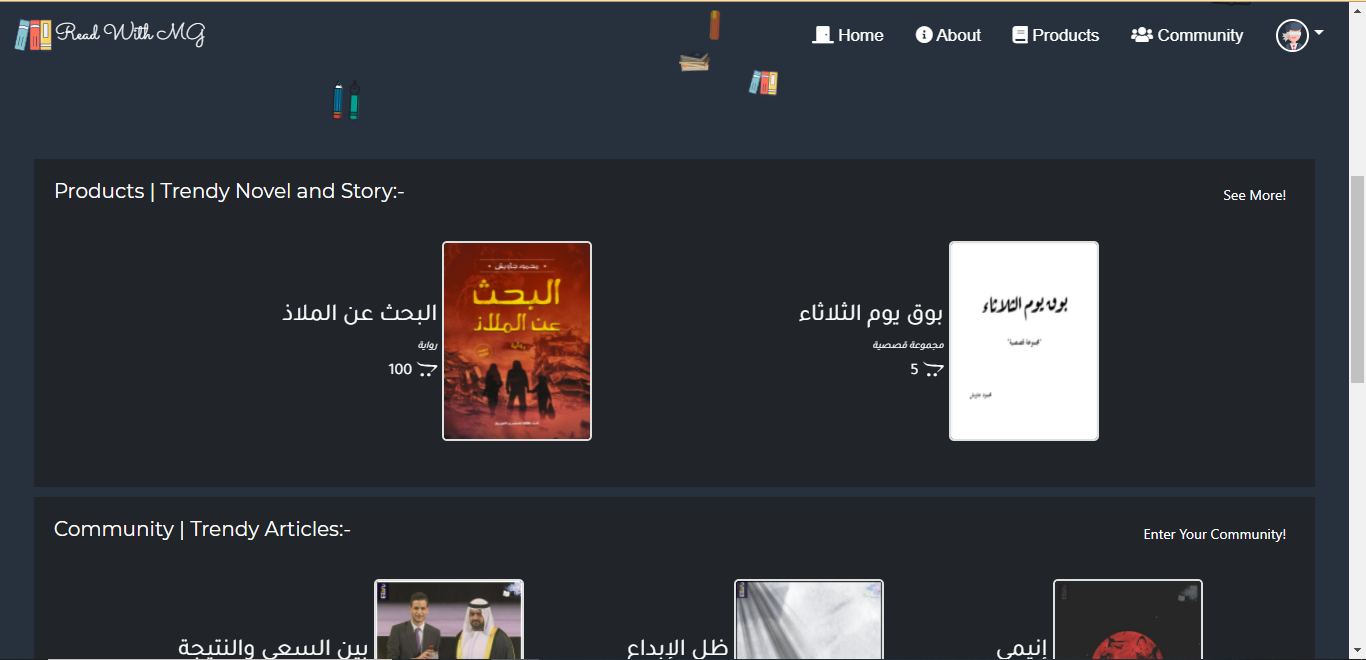 Read With MG
Home
About
Products
Community
Products | Trendy Novel and Story:-
See More!
بوق يوم الثلاثاء
مجموعة قصصية
5
بوق يوم الثلاثاء
"مجموعة قصصية"
البحث عن الملاذ
رواية
100
البحث
عن الملاذ
رواية
Community | Trendy Articles:-
Enter Your Community!
إنيمي
ظل الإبداع
بين السعي والنتيجة